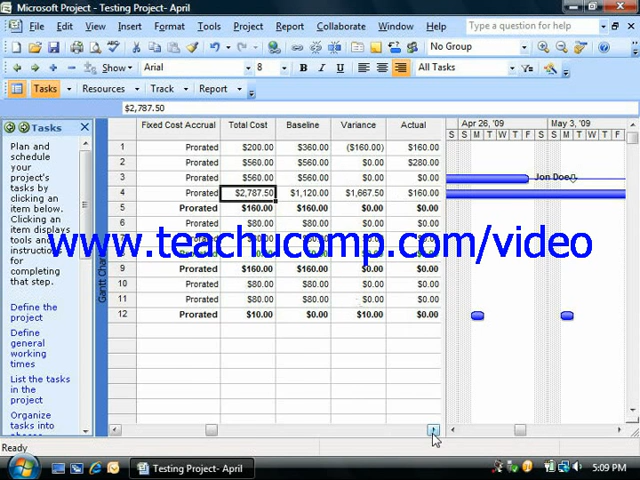 Microsoft Project - Testing Project- April
File Edit View Insert Format Tools Project Report Collaborate Window Help Type a question for help
No Group
Show Arial 8 B I U All Tasks
Tasks Resources Track Report
$2,787.50
Tasks
Plan and schedule your project's tasks by clicking an item below. Clicking an item displays tools and instructions for completing that step.
Define the project
Define general working times
List the tasks in the project
Organize tasks into
Gantt Char
Fixed Cost Accrual Total Cost Baseline Variance Actual
1 Prorated $200.00 $360.00 ($160.00) $160.00
2 Prorated $560.00 $560.00 $0.00 $280.00
3 Prorated $560.00 $560.00 $0.00 $0.00
4 Prorated $2,787.50 $1,120.00 $1,667.50 $160.00
5 Prorated $160.00 $160.00 $0.00 $0.00
6 Prorated $80.00 $80.00 $0.00 $0.00
www.teachucomp.com/video
9 Prorated $160.00 $160.00 $0.00 $0.00
10 Prorated $80.00 $80.00 $0.00 $0.00
11 Prorated $80.00 $80.00 $0.00 $0.00
12 Prorated $10.00 $0.00 $10.00 $0.00
Apr 26, '09 May 3, '09
S S M T W T F S S M T W T F S
Jon Doe
Ready
Testing Project- April 5:09 PM